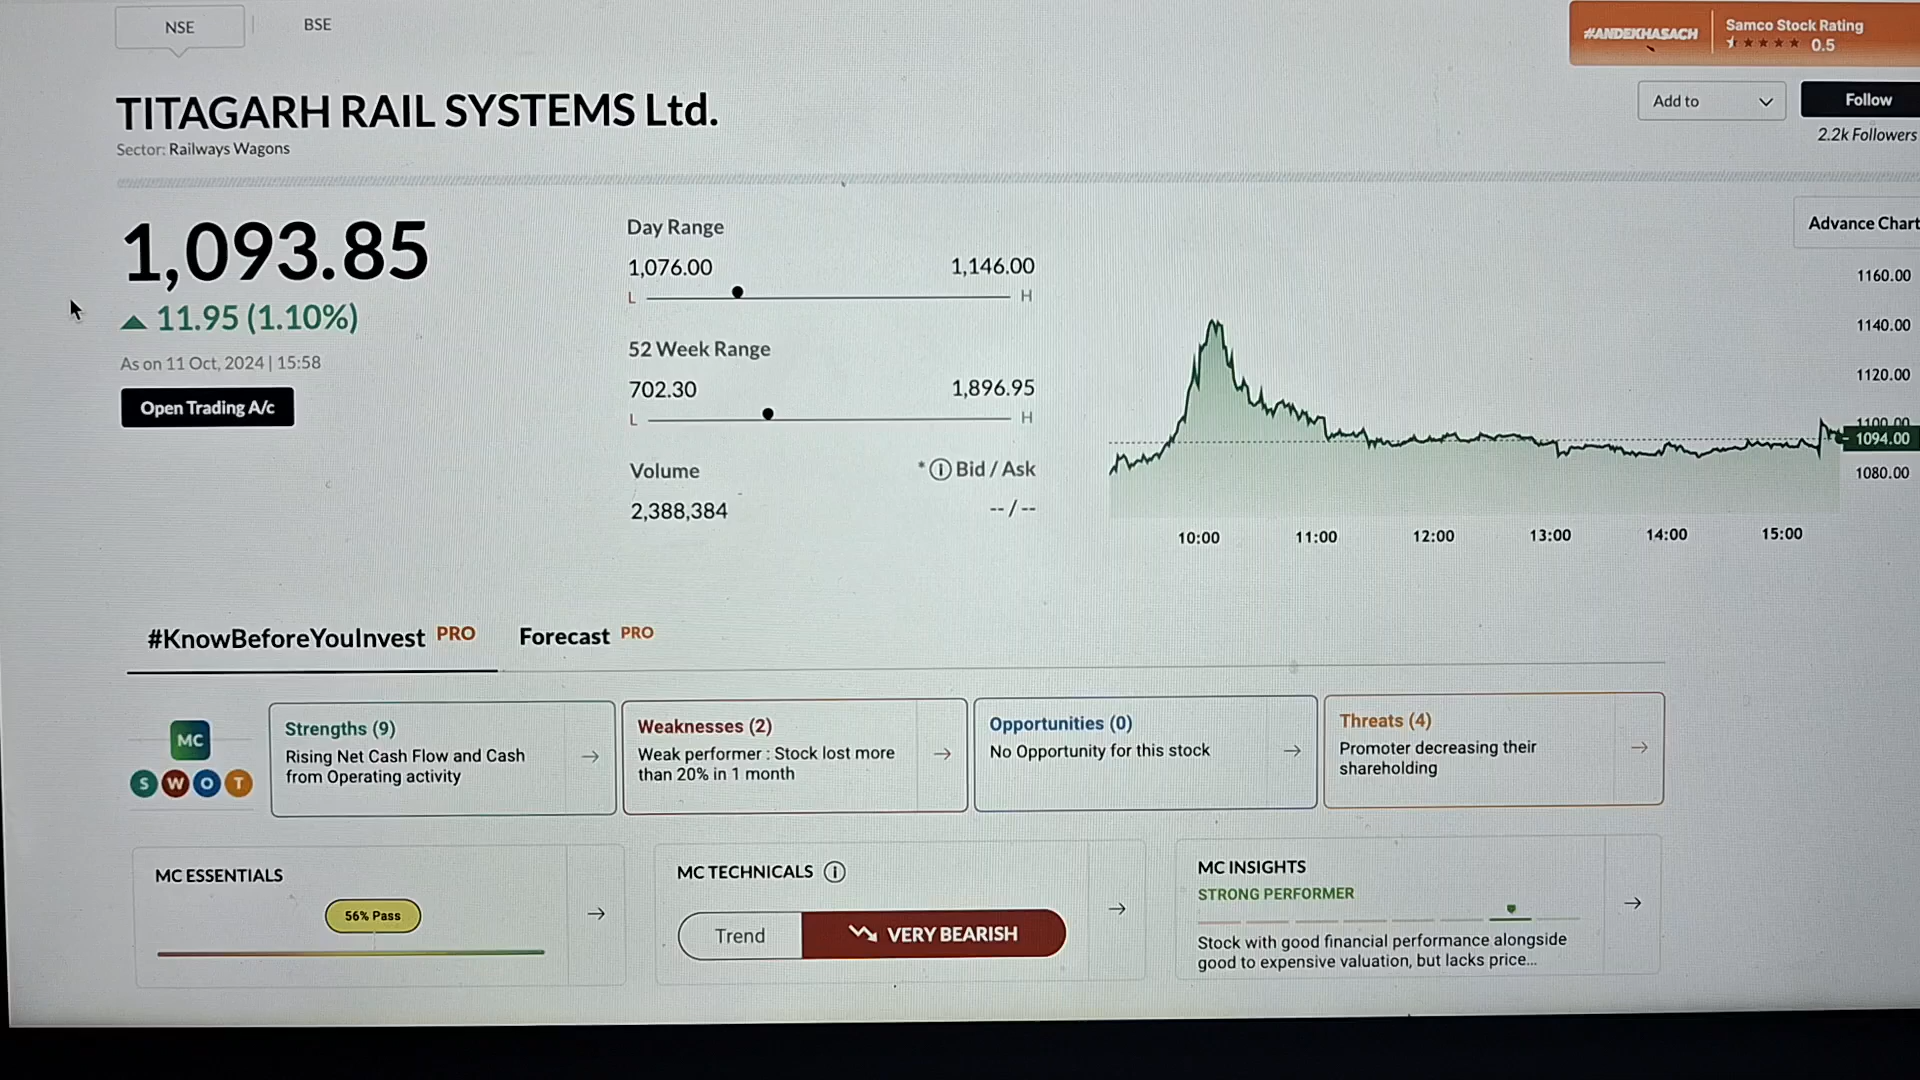 NSE
BSE
#ANDEKHASACH
Samco Stock Rating
0.5
TITAGARH RAIL SYSTEMS Ltd.
Sector: Railways Wagons
Add to
Follow
2.2k Followers
1,093.85
11.95 (1.10%)
As on 11 Oct, 2024 | 15:58
Open Trading A/c
Day Range
1,076.00
1,146.00
L
H
52 Week Range
702.30
1,896.95
L
H
Volume
* i Bid / Ask
2,388,384
-- / --
Advance Chart
1160.00
1140.00
1120.00
1100.00
1094.00
1080.00
10:00
11:00
12:00
13:00
14:00
15:00
#KnowBeforeYouInvest PRO
Forecast PRO
MC
S W O T
Strengths (9)
Rising Net Cash Flow and Cash
from Operating activity
Weaknesses (2)
Weak performer : Stock lost more
than 20% in 1 month
Opportunities (0)
No Opportunity for this stock
Threats (4)
Promoter decreasing their
shareholding
MC ESSENTIALS
56% Pass
MC TECHNICALS i
Trend
VERY BEARISH
MC INSIGHTS
STRONG PERFORMER
Stock with good financial performance alongside
good to expensive valuation, but lacks price...